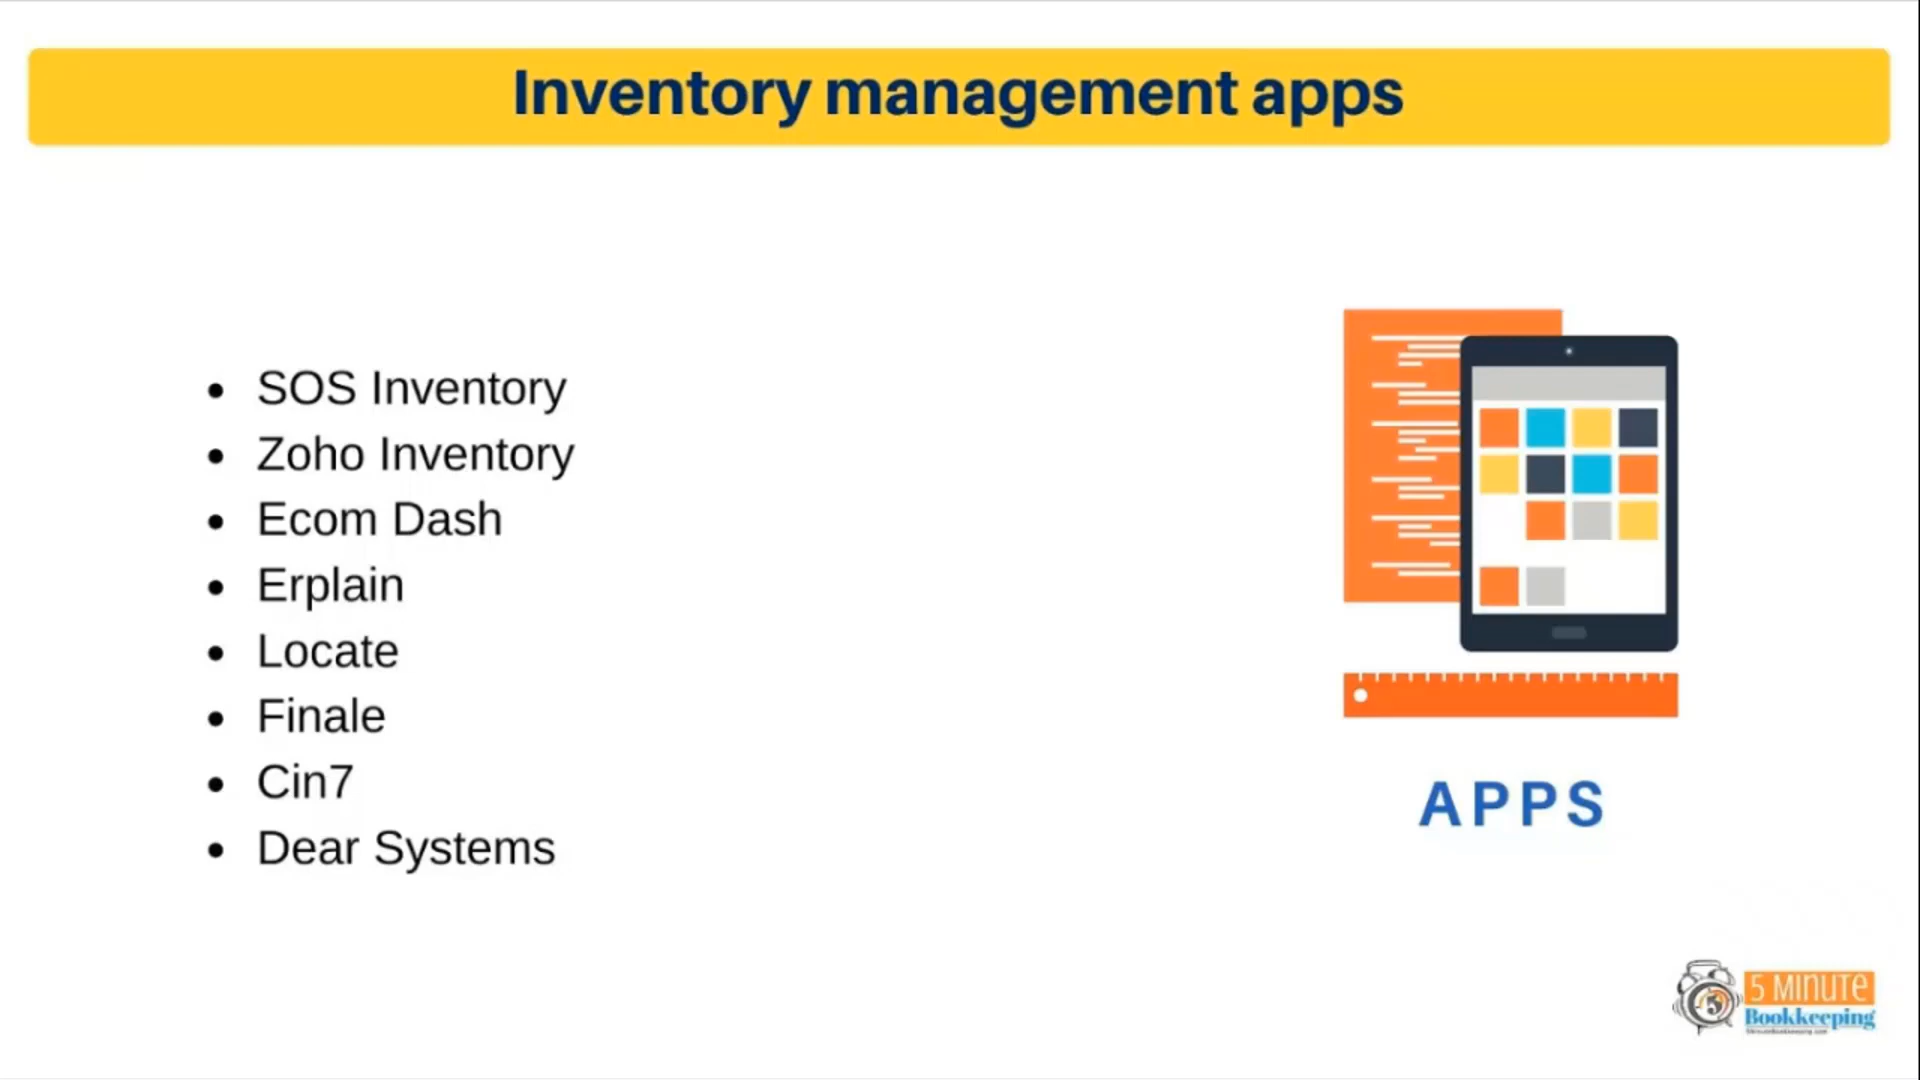 Inventory management apps
SOS Inventory
Zoho Inventory
Ecom Dash
Erplain
Locate
Finale
Cin7
Dear Systems
APPS
5
5 MINUTE
Bookkeeping